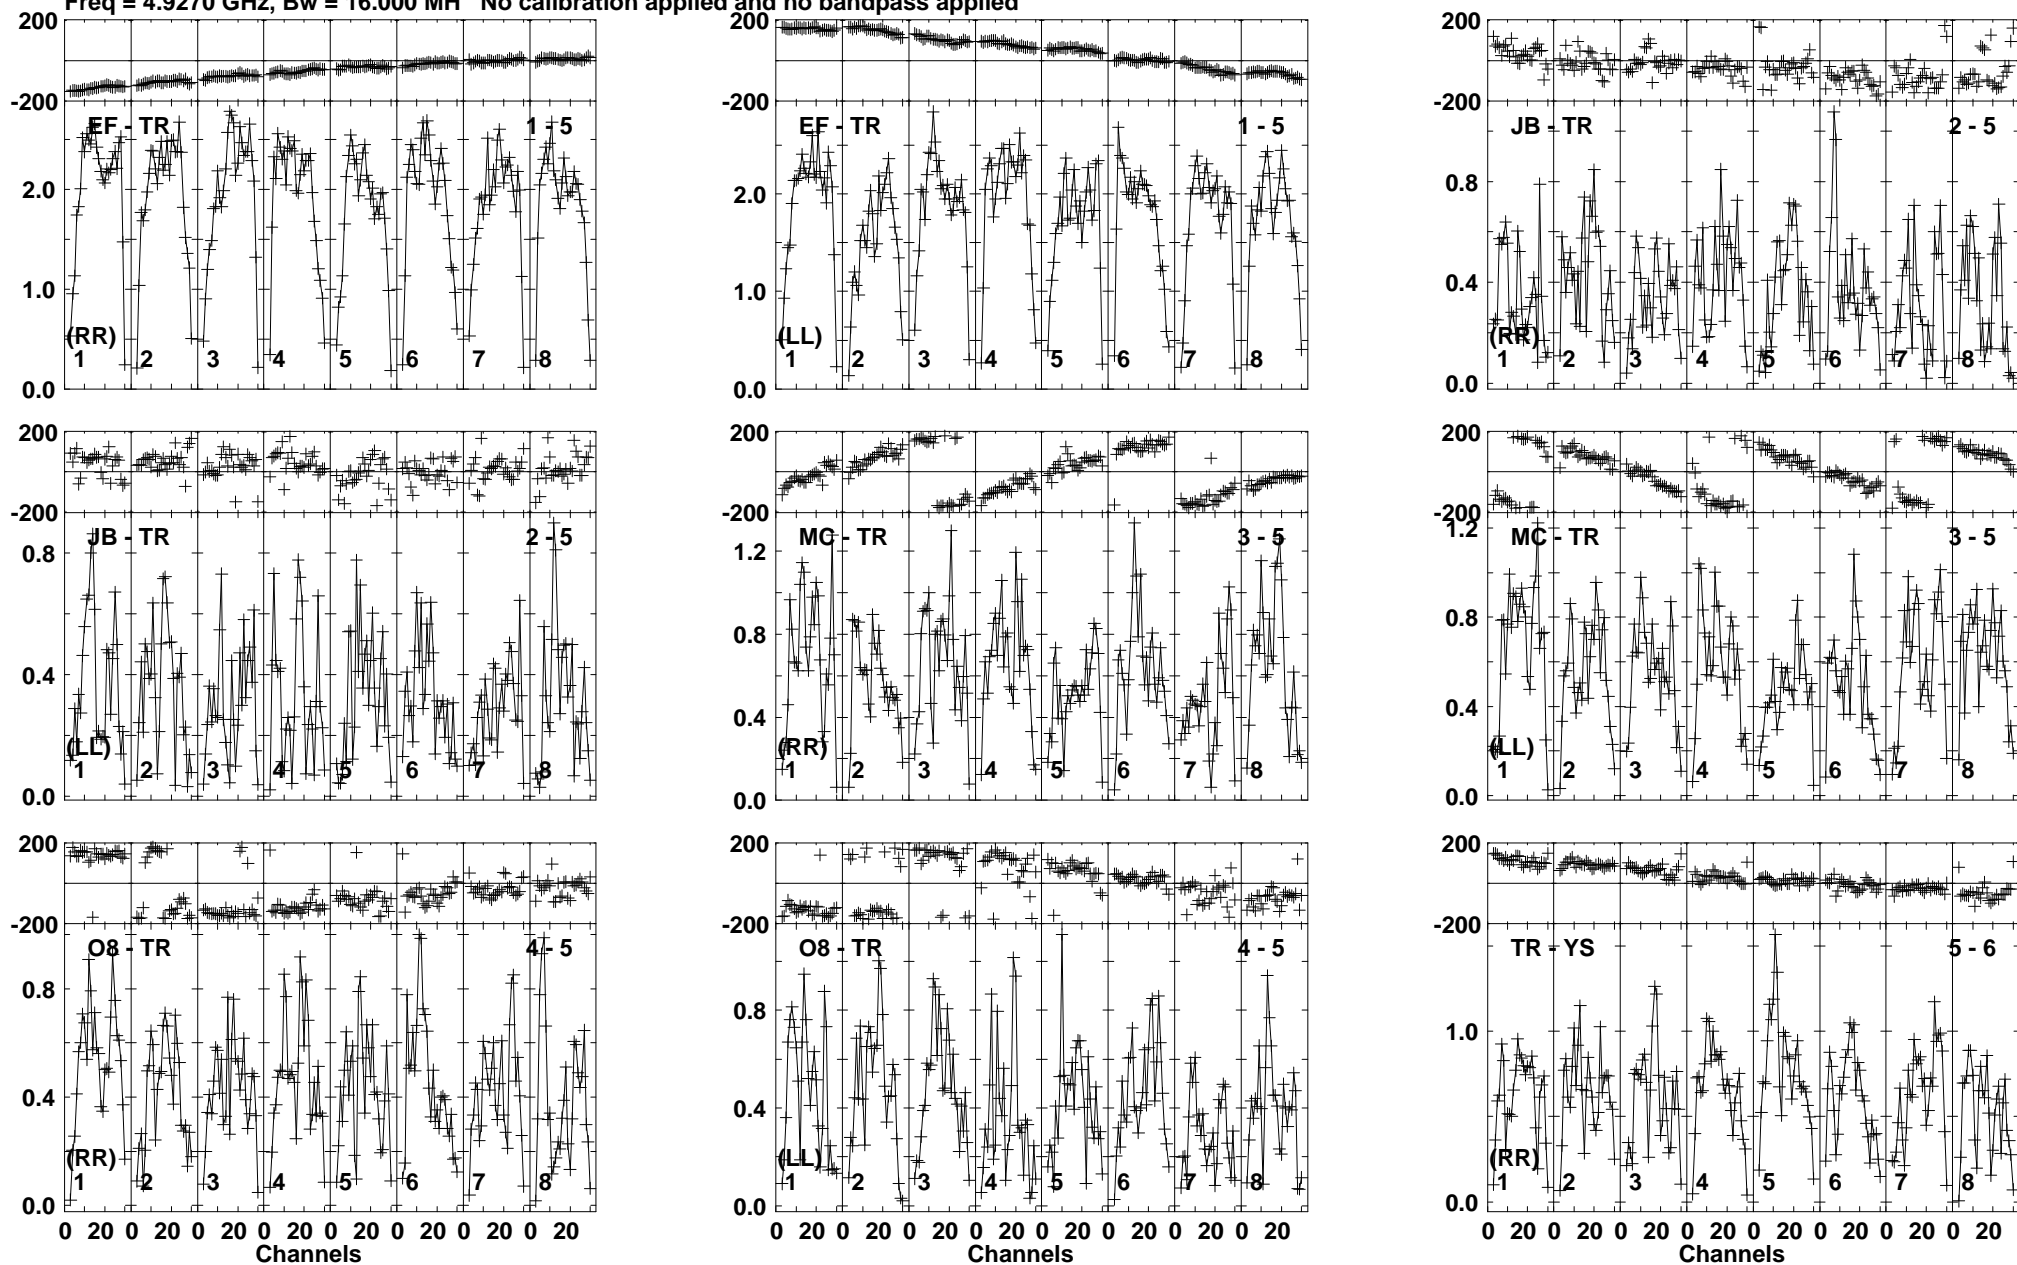 Freq = 4.9270 GHz, Bw = 16.000 MH No calibration applied and no bandpass applied
200 200 200
-200 -200 -200
EF - TR 1 - 5 EF - TR 1 - 5 JB - TR 2 - 5
2.0 2.0 0.8
1.0 1.0 0.4
(RR) (LL) (RR)
1 2 3 4 5 6 7 8 1 2 3 4 5 6 7 8 1 2 3 4 5 6 7 8
0.0 0.0 0.0
200 200 200
-200 -200 -200
JB - TR 2 - 5 MC - TR 3 - 5 MC - TR 3 - 5
0.8 1.2 1.2
0.4 0.8 0.8
0.4 0.4
(LL) (RR) (LL)
1 2 3 4 5 6 7 8 1 2 3 4 5 6 7 8 1 2 3 4 5 6 7 8
0.0 0.0 0.0
200 200 200
-200 -200 -200
O8 - TR 4 - 5 O8 - TR 4 - 5 TR - YS 5 - 6
0.8 0.8 1.0
0.4 0.4
(RR) (LL) (RR)
1 2 3 4 5 6 7 8 1 2 3 4 5 6 7 8 1 2 3 4 5 6 7 8
0.0 0.0 0.0
0 20 0 20 0 20 0 20 0 20 0 20 0 20 0 20 0 20 0 20 0 20 0 20 0 20 0 20 0 20 0 20 0 20 0 20 0 20 0 20 0 20 0 20 0 20 0 20
Channels Channels Channels